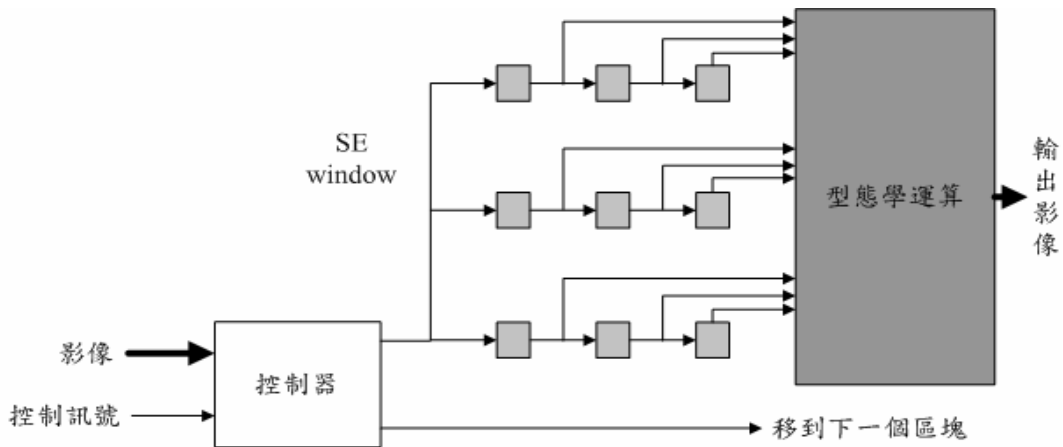 SE
window
型態學運算
輸出影像
影像
控制器
控制訊號
移到下一個區塊